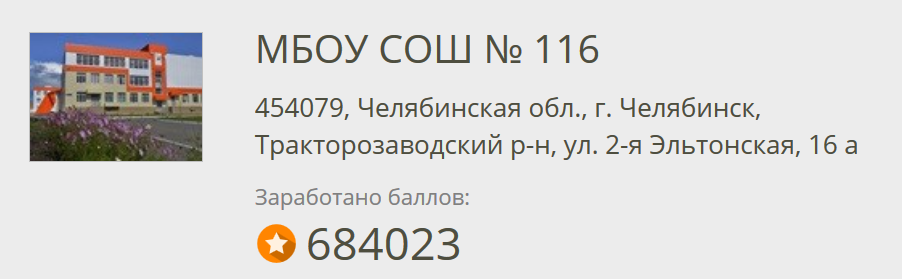 МБОУ СОШ № 116
454079, Челябинская обл., г. Челябинск,
Тракторозаводский р-н, ул. 2-я Эльтонская, 16 а
Заработано баллов:
684023